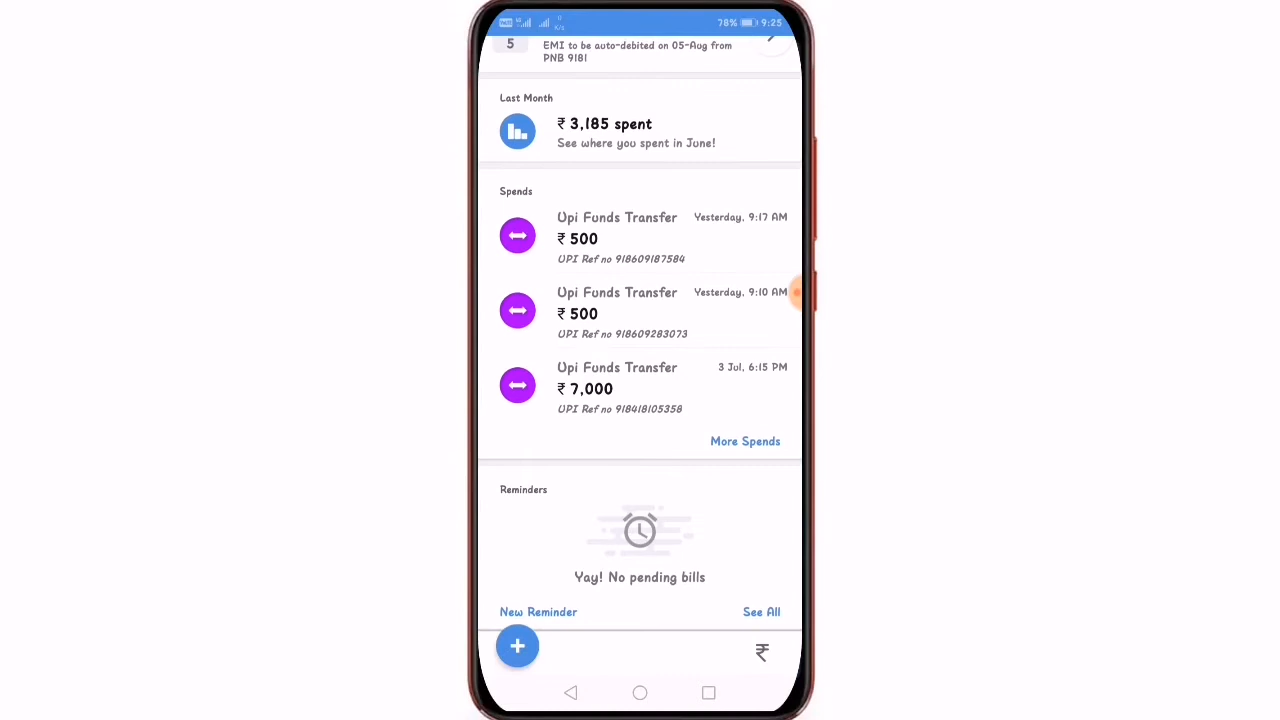 78% 9:25
5
EMI to be auto-debited on 05-Aug from
PNB 9181
Last Month
₹ 3,185 spent
See where you spent in June!
Spends
Upi Funds Transfer Yesterday, 9:17 AM
₹ 500
UPI Ref no 918609187584
Upi Funds Transfer Yesterday, 9:10 AM
₹ 500
UPI Ref no 918609283073
Upi Funds Transfer 3 Jul, 6:15 PM
₹ 7,000
UPI Ref no 918418105358
More Spends
Reminders
Yay! No pending bills
New Reminder See All
+ ₹